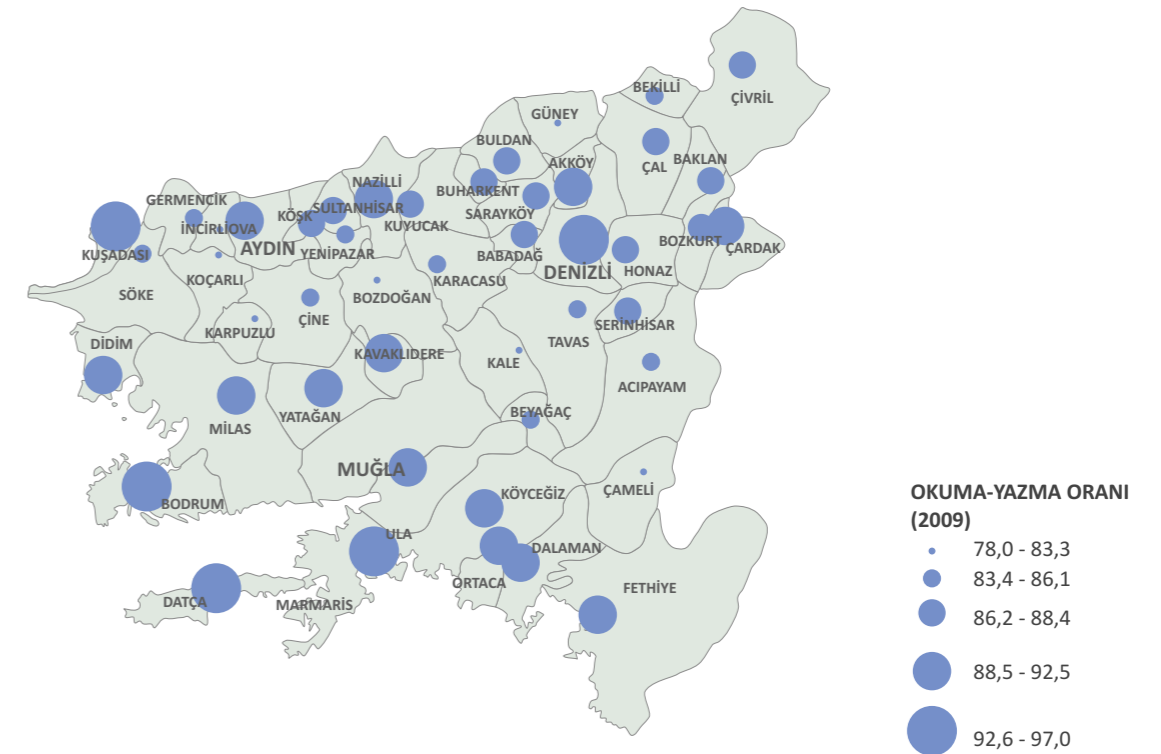 BEKİLLİ
ÇİVRİL
GÜNEY
BULDAN
AKKÖY
ÇAL
BAKLAN
NAZİLLİ
BUHARKENT
GERMENCİK
SULTANHİSAR
KÖŞK
SARAYKÖY
İNCİRLİOVA
KUYUCAK
AYDIN
YENİPAZAR
KUŞADASI
BABADAĞ
BOZKURT
ÇARDAK
DENİZLİ
HONAZ
KOÇARLI
KARACASU
SÖKE
BOZDOĞAN
ÇİNE
KARPUZLU
SERİNHİSAR
DİDİM
TAVAS
KAVAKLIDERE
KALE
ACIPAYAM
BEYAĞAÇ
YATAĞAN
MİLAS
MUĞLA
KÖYCEĞİZ
ÇAMELİ
BODRUM
ULA
DALAMAN
ORTACA
FETHİYE
DATÇA
MARMARİS
OKUMA-YAZMA ORANI
(2009)
78,0 - 83,3
83,4 - 86,1
86,2 - 88,4
88,5 - 92,5
92,6 - 97,0